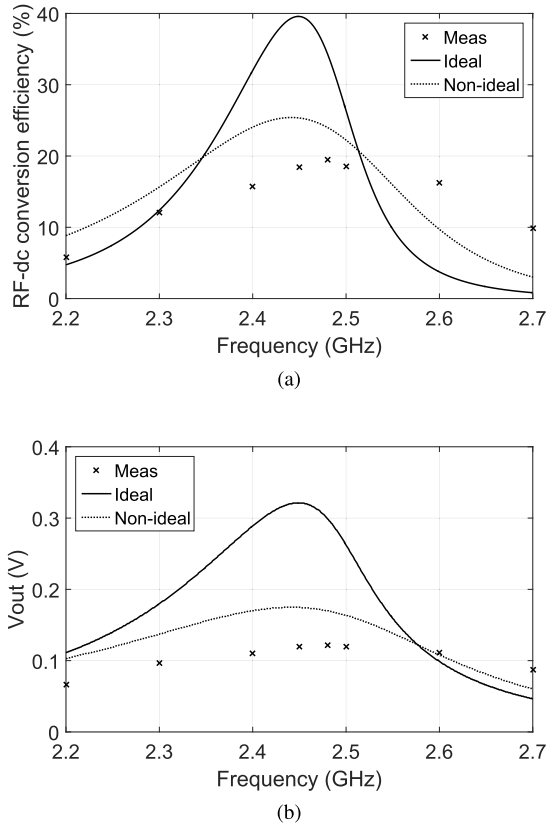 RF-dc conversion efficiency (%)
40
30
20
10
0
Meas
Ideal
Non-ideal
2.2 2.3 2.4 2.5 2.6 2.7
Frequency (GHz)
(a)
Vout (V)
0.4
0.3
0.2
0.1
0
Meas
Ideal
Non-ideal
2.2 2.3 2.4 2.5 2.6 2.7
Frequency (GHz)
(b)